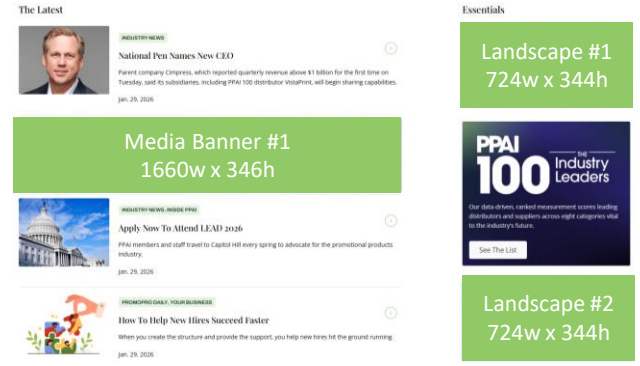 The Latest
INDUSTRY NEWS
National Pen Names New CEO
Parent company Cimpress, which reported quarterly revenue above $1 billion for the first time on
Tuesday, said its subsidiaries, including PPAI 100 distributor VistaPrint, will begin sharing capabilities.
Jan. 29, 2026
Media Banner #1
1660w x 346h
INDUSTRY NEWS, INSIDE PPAI
Apply Now To Attend LEAD 2026
PPAI members and staff travel to Capitol Hill every spring to advocate for the promotional products
industry.
Jan. 29, 2026
PROMOPRO DAILY, YOUR BUSINESS
How To Help New Hires Succeed Faster
When you create the structure and provide the support, you help new hires hit the ground running.
Jan. 29, 2026
Essentials
Landscape #1
724w x 344h
PPAI
100
THE
Industry
Leaders
Our data-driven, ranked measurement scores leading
distributors and suppliers across eight categories vital
to the industry's future.
See The List
Landscape #2
724w x 344h